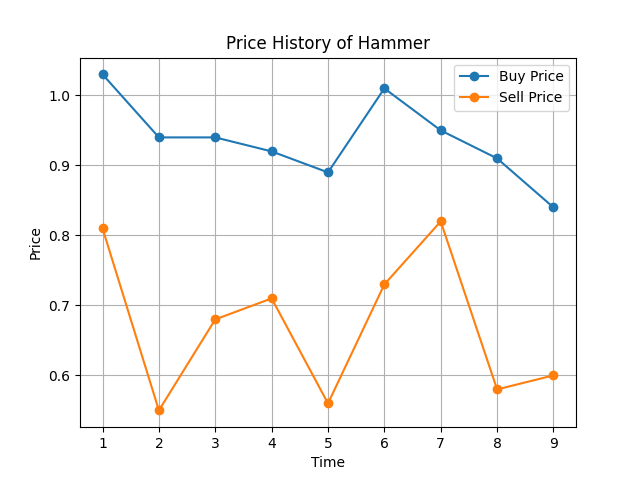 Price History of Hammer
Buy Price
Sell Price
Price
1.0
0.9
0.8
0.7
0.6
1 2 3 4 5 6 7 8 9
Time